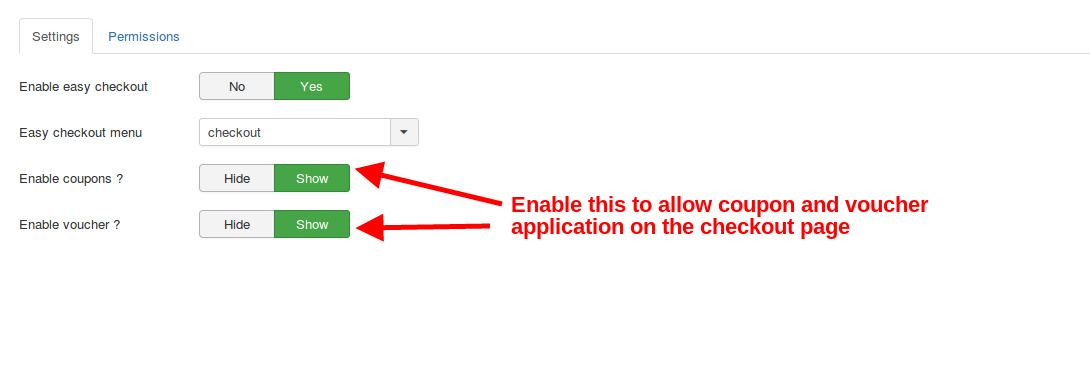 Settings Permissions
Enable easy checkout No Yes
Easy checkout menu checkout
Enable coupons ? Hide Show
Enable voucher ? Hide Show
Enable this to allow coupon and voucher
application on the checkout page